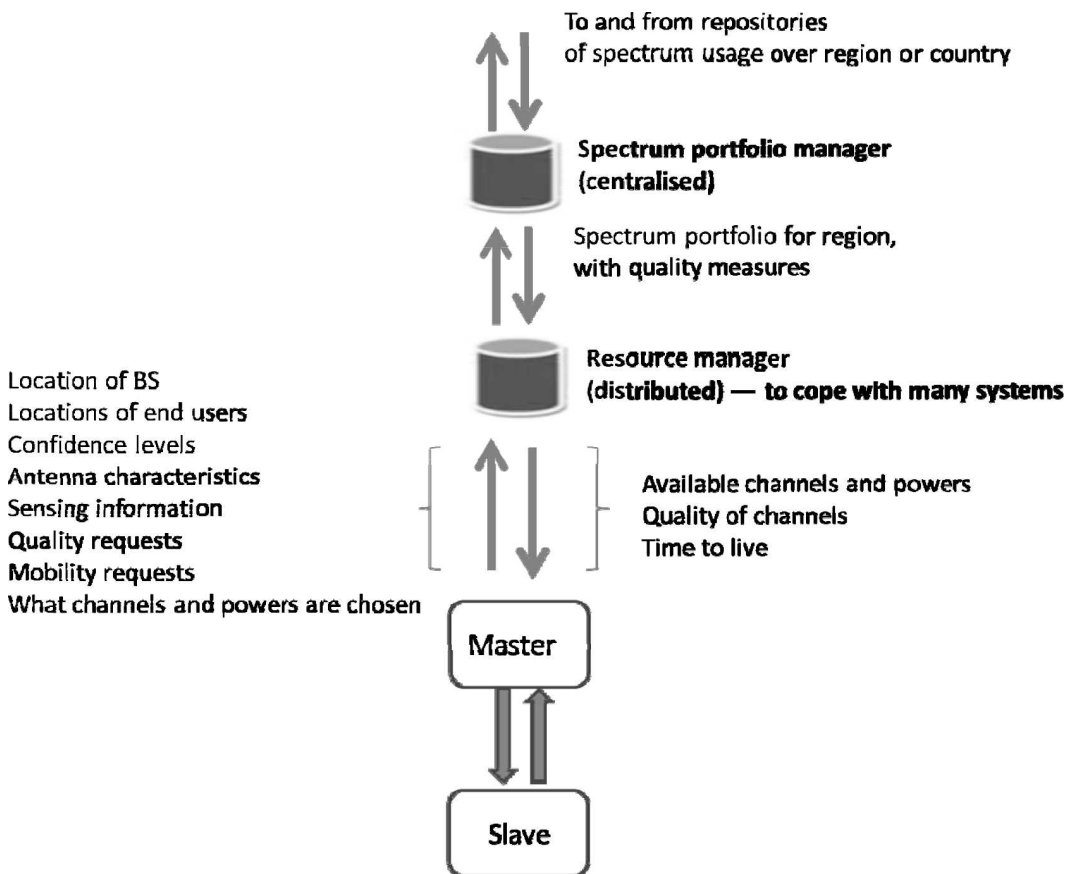 To and from repositories
of spectrum usage over region or country
Spectrum portfolio manager
(centralised)
Spectrum portfolio for region,
with quality measures
Resource manager
(distributed) — to cope with many systems
Location of BS
Locations of end users
Confidence levels
Antenna characteristics
Sensing information
Quality requests
Mobility requests
What channels and powers are chosen
Available channels and powers
Quality of channels
Time to live
Master
Slave